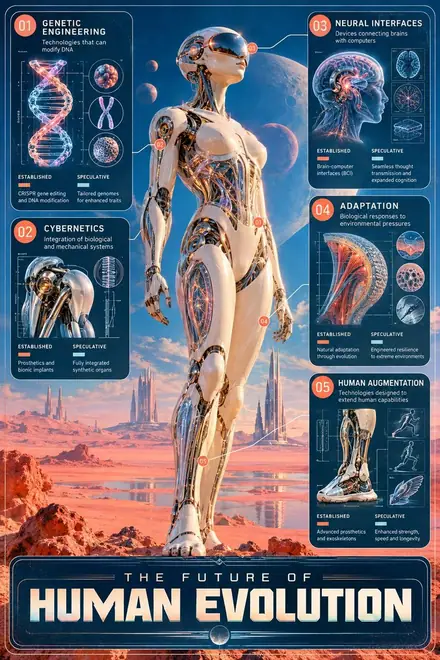 01
GENETIC
ENGINEERING
Technologies that can
modify DNA
ESTABLISHED
CRISPR gene editing
and DNA modification
SPECULATIVE
Tailored genomes
for enhanced traits
02
CYBERNETICS
Integration of biological
and mechanical systems
ESTABLISHED
Prosthetics and
bionic implants
SPECULATIVE
Fully integrated
synthetic organs
03
NEURAL INTERFACES
Devices connecting brains
with computers
ESTABLISHED
Brain-computer
interfaces (BCI)
SPECULATIVE
Seamless thought
transmission and
expanded cognition
04
ADAPTATION
Biological responses to
environmental pressures
ESTABLISHED
Natural adaptation
through evolution
SPECULATIVE
Engineered resilience
to extreme environments
05
HUMAN AUGMENTATION
Technologies designed to
extend human capabilities
ESTABLISHED
Advanced prosthetics
and exoskeletons
SPECULATIVE
Enhanced strength,
speed and longevity
THE FUTURE OF
HUMAN EVOLUTION